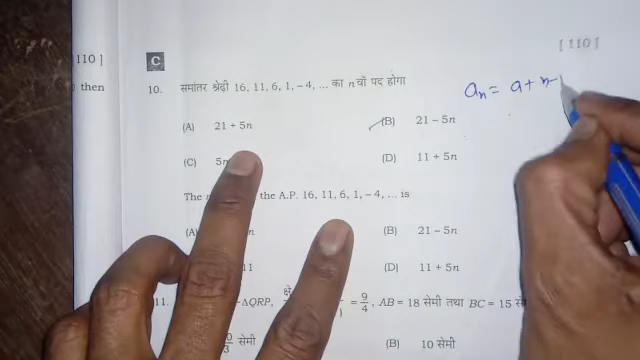 110 ]
[ 110 ]
C
then
10. समांतर श्रेढ़ी 16, 11, 6, 1, – 4, ... का n वाँ पद होगा
aₙ = a + n –
(A) 21 + 5n (B) 21 – 5n
(C) 5n (D) 11 + 5n
The the A.P. 16, 11, 6, 1, – 4, ... is
(A) (B) 21 – 5n
11 (D) 11 + 5n
11. ΔQRP, = 9/4, AB = 18 सेमी तथा BC = 15
3 सेमी (B) 10 सेमी